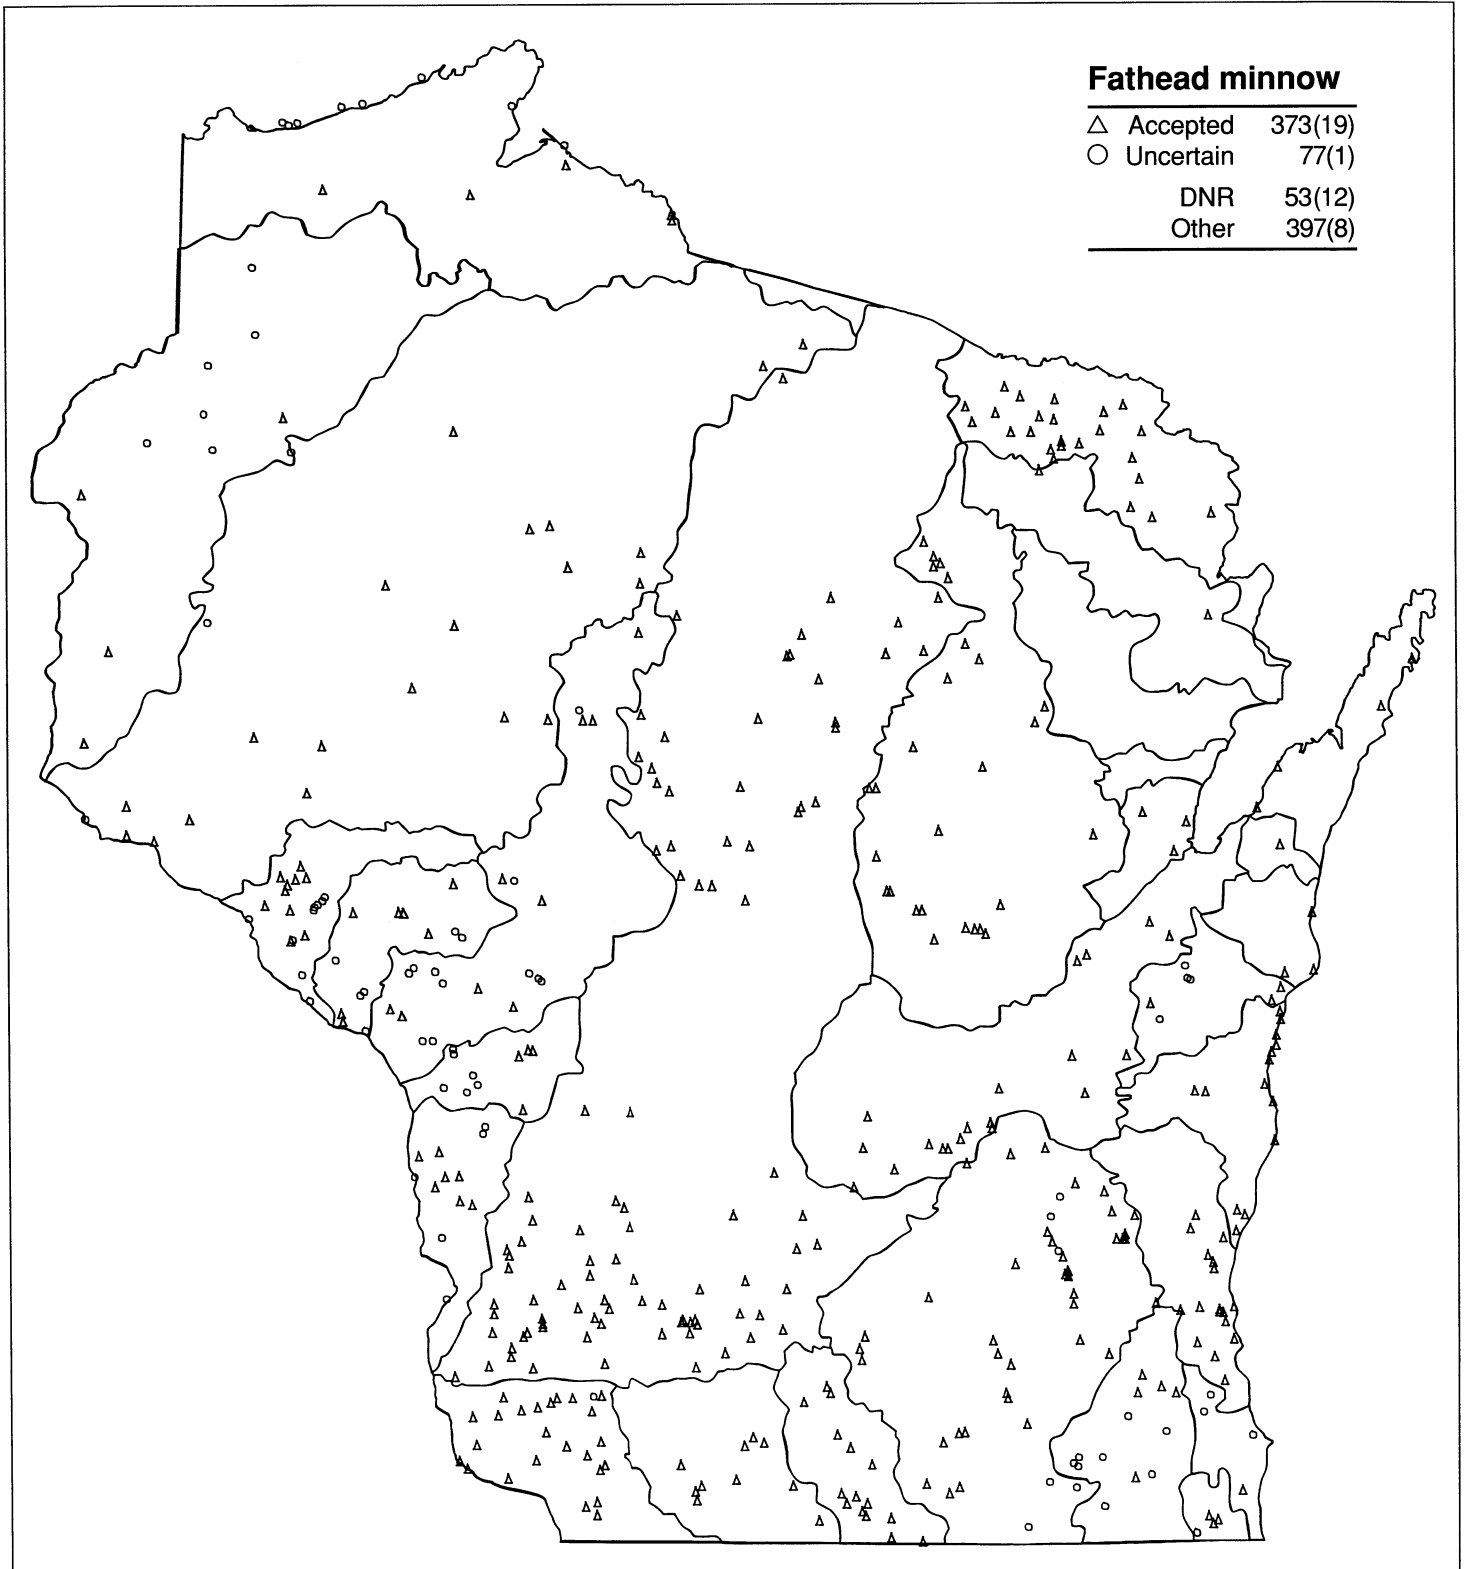 Fathead minnow
△ Accepted 373(19)
○ Uncertain 77(1)
DNR 53(12)
Other 397(8)